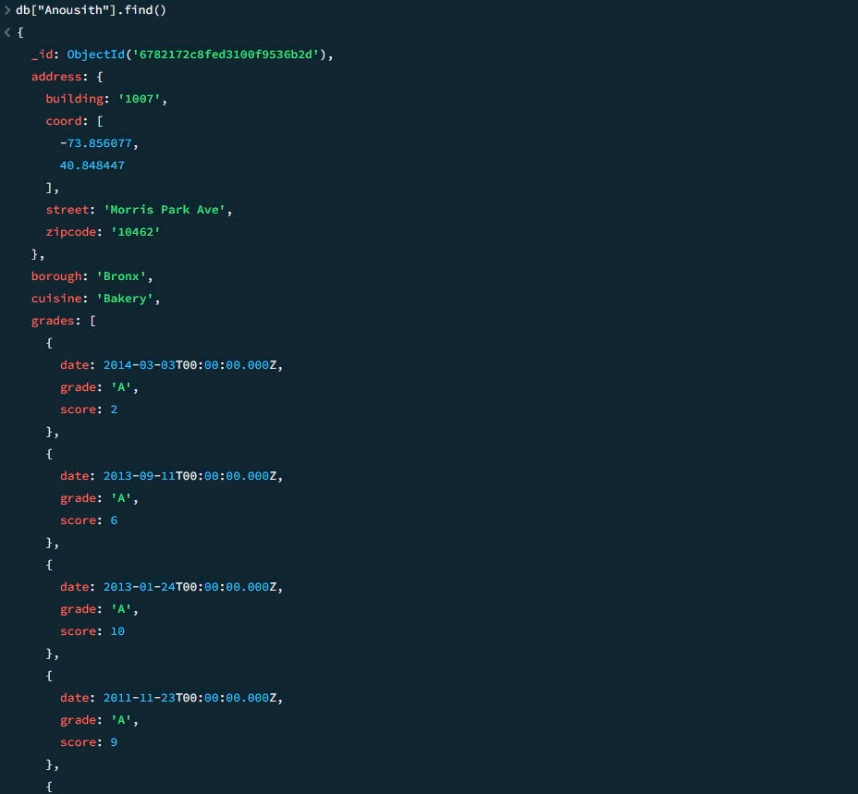 > db["Anousith"].find()
< {
_id: ObjectId('6782172c8fed3100f9536b2d'),
address: {
building: '1007',
coord: [
-73.856077,
40.848447
],
street: 'Morris Park Ave',
zipcode: '10462'
},
borough: 'Bronx',
cuisine: 'Bakery',
grades: [
{
date: 2014-03-03T00:00:00.000Z,
grade: 'A',
score: 2
},
{
date: 2013-09-11T00:00:00.000Z,
grade: 'A',
score: 6
},
{
date: 2013-01-24T00:00:00.000Z,
grade: 'A',
score: 10
},
{
date: 2011-11-23T00:00:00.000Z,
grade: 'A',
score: 9
},
{